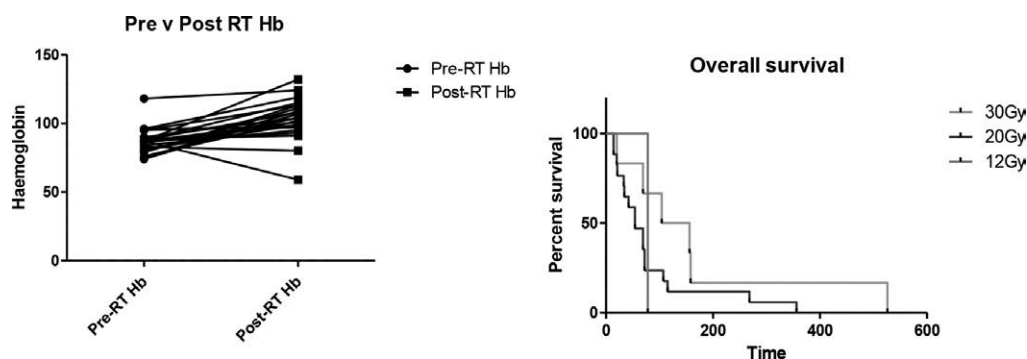 Pre v Post RT Hb
150
100
50
0
Haemoglobin
Pre-RT Hb
Post-RT Hb
Pre-RT Hb
Post-RT Hb
Overall survival
100
50
0
Percent survival
0
200
400
600
Time
30Gy
20Gy
12Gy